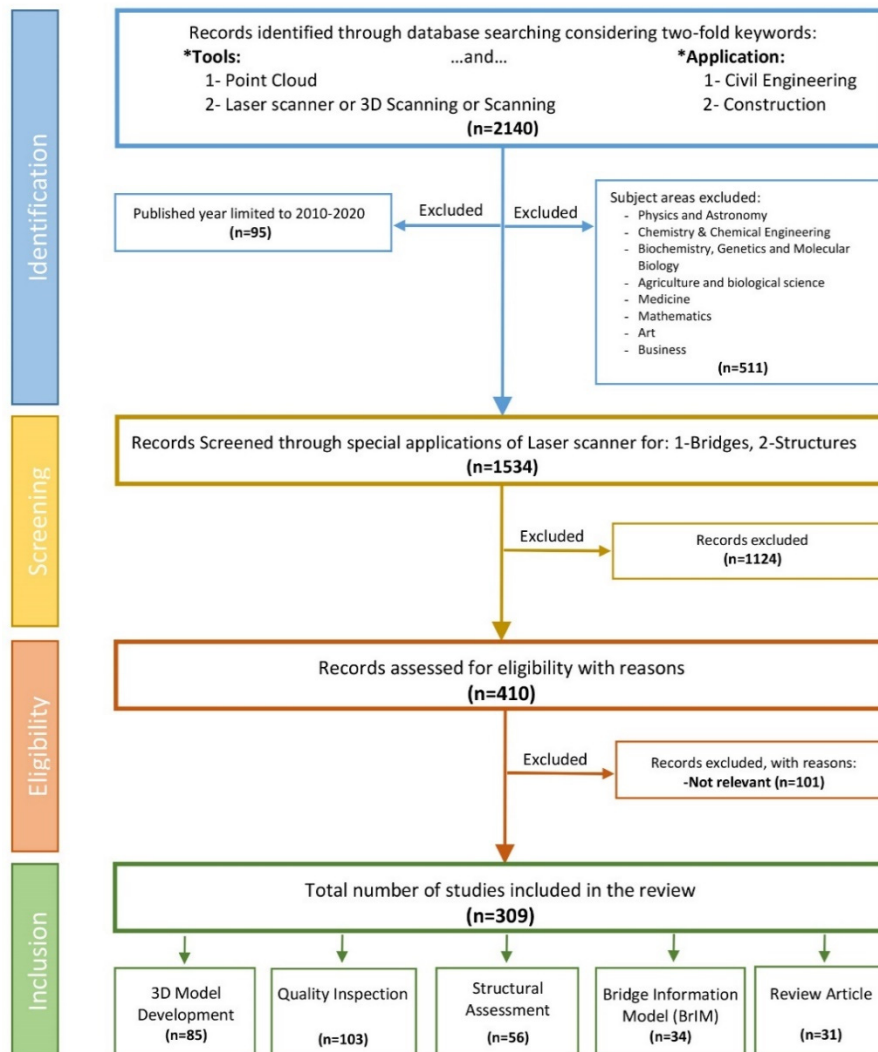 Identification
Records identified through database searching considering two-fold keywords:
*Tools: …and… *Application:
1- Point Cloud 1- Civil Engineering
2- Laser scanner or 3D Scanning or Scanning 2- Construction
(n=2140)
Published year limited to 2010-2020
(n=95)
Excluded Excluded
Subject areas excluded:
- Physics and Astronomy
- Chemistry & Chemical Engineering
- Biochemistry, Genetics and Molecular
Biology
- Agriculture and biological science
- Medicine
- Mathematics
- Art
- Business
(n=511)
Screening
Records Screened through special applications of Laser scanner for: 1-Bridges, 2-Structures
(n=1534)
Excluded
Records excluded
(n=1124)
Eligibility
Records assessed for eligibility with reasons
(n=410)
Excluded
Records excluded, with reasons:
-Not relevant (n=101)
Inclusion
Total number of studies included in the review
(n=309)
3D Model
Development
(n=85)
Quality Inspection
(n=103)
Structural
Assessment
(n=56)
Bridge Information
Model (BrIM)
(n=34)
Review Article
(n=31)